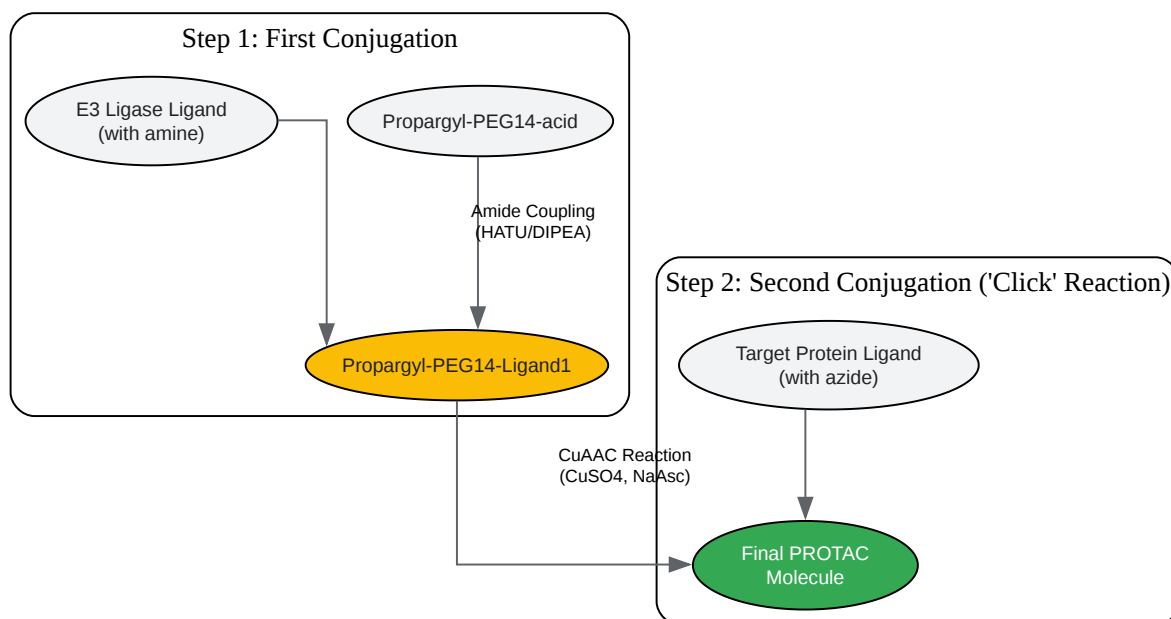 Step 1: First Conjugation
E3 Ligase Ligand
(with amine)
Propargyl-PEG14-acid
Amide Coupling
(HATU/DIPEA)
Propargyl-PEG14-Ligand1
Step 2: Second Conjugation ('Click' Reaction)
Target Protein Ligand
(with azide)
CuAAC Reaction
(CuSO4, NaAsc)
Final PROTAC
Molecule